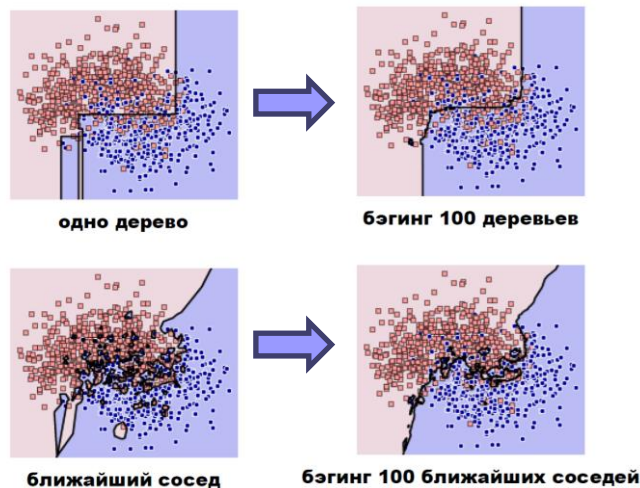 одно дерево
бэгинг 100 деревьев
ближайший сосед
бэгинг 100 ближайших соседей